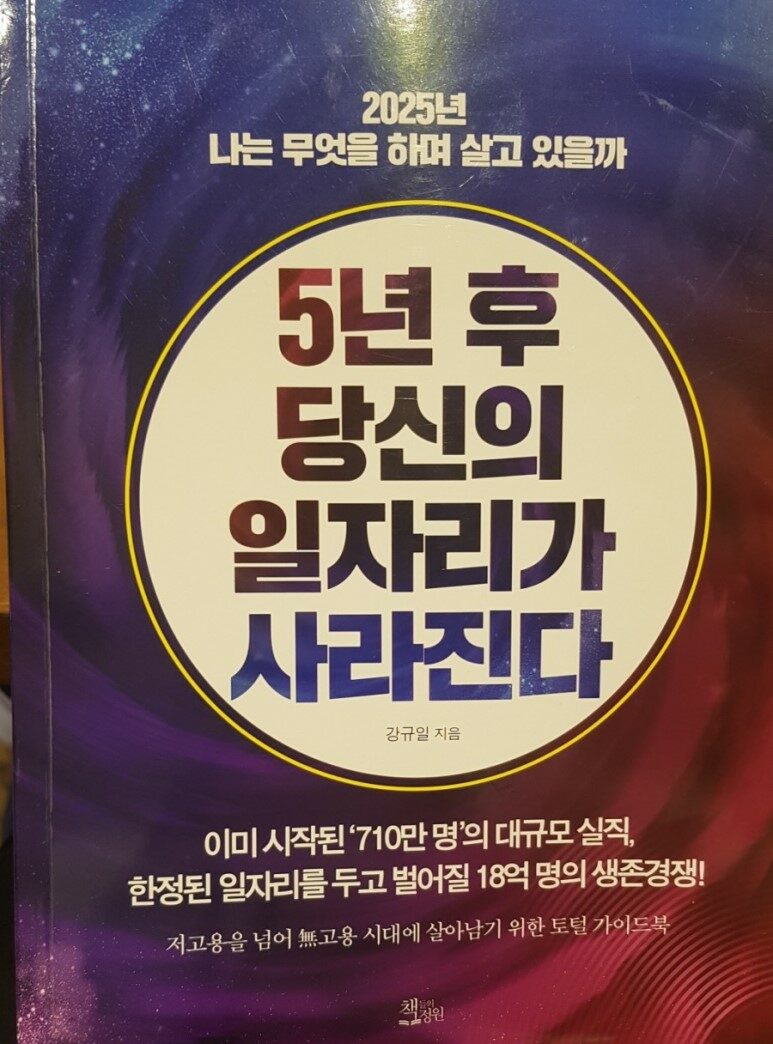 2025년
나는 무엇을 하며 살고 있을까
5년 후
당신의
일자리가
사라진다
강규일 지음
이미 시작된 ‘710만 명’의 대규모 실직,
한정된 일자리를 두고 벌어질 18억 명의 생존경쟁!
저고용을 넘어 無고용 시대에 살아남기 위한 토털 가이드북
책들의정원